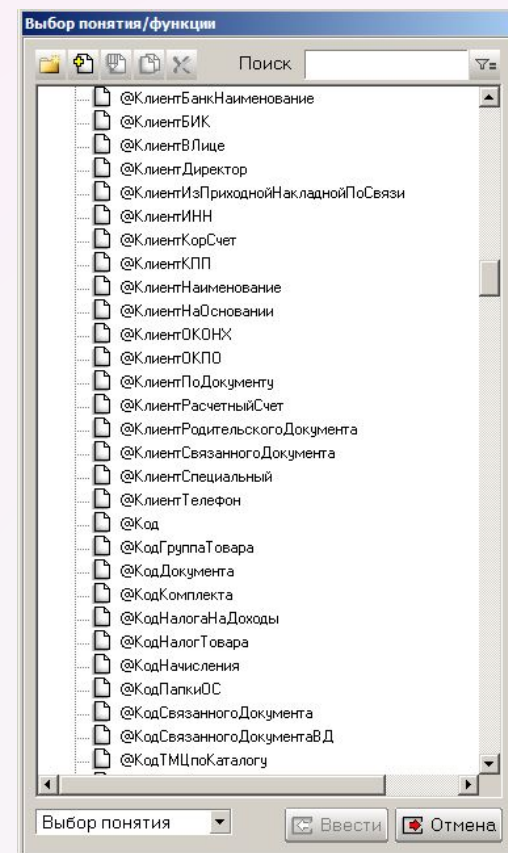 Выбор понятия/функции
Поиск
@КлиентБанкНаименование
@КлиентБИК
@КлиентВЛице
@КлиентДиректор
@КлиентИзПриходнойНакладнойПоСвязи
@КлиентИНН
@КлиентКорСчет
@КлиентКПП
@КлиентНаименование
@КлиентНаОсновании
@КлиентОКОНХ
@КлиентОКПО
@КлиентПоДокументу
@КлиентРасчетныйСчет
@КлиентРодительскогоДокумента
@КлиентСвязанногоДокумента
@КлиентСпециальный
@КлиентТелефон
@Код
@КодГруппаТовара
@КодДокумента
@КодКомплекта
@КодНалогаНаДоходы
@КодНалогТовара
@КодНачисления
@КодПапкиОС
@КодСвязанногоДокумента
@КодСвязанногоДокументаВД
@КодТМЦпоКаталогу
Выбор понятия Ввести Отмена